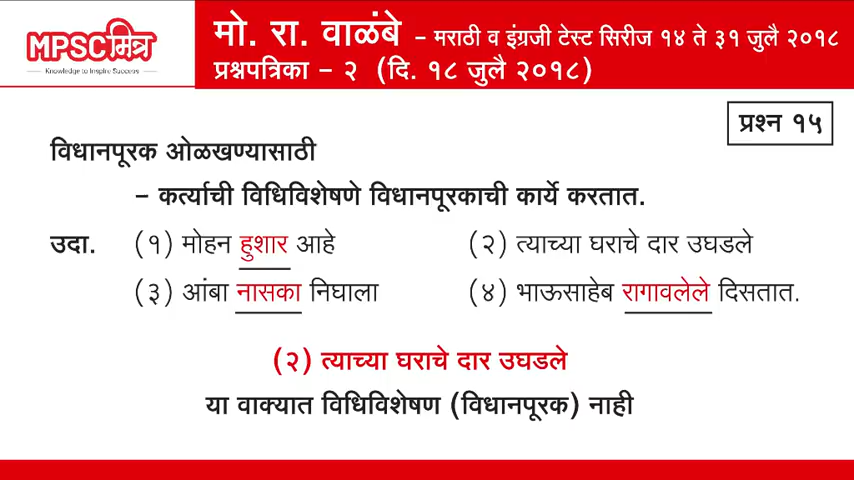 MPSCमित्र
Knowledge to Inspire Success
मो. रा. वाळंबे - मराठी व इंग्रजी टेस्ट सिरीज १४ ते ३१ जुलै २०१८
प्रश्नपत्रिका - २ (दि. १८ जुलै २०१८)
प्रश्न १५
विधानपूरक ओळखण्यासाठी
- कर्त्याची विधिविशेषणे विधानपूरकाची कार्ये करतात.
उदा. (१) मोहन हुशार आहे (२) त्याच्या घराचे दार उघडले
(३) आंबा नासका निघाला (४) भाऊसाहेब रागावलेले दिसतात.
(२) त्याच्या घराचे दार उघडले
या वाक्यात विधिविशेषण (विधानपूरक) नाही